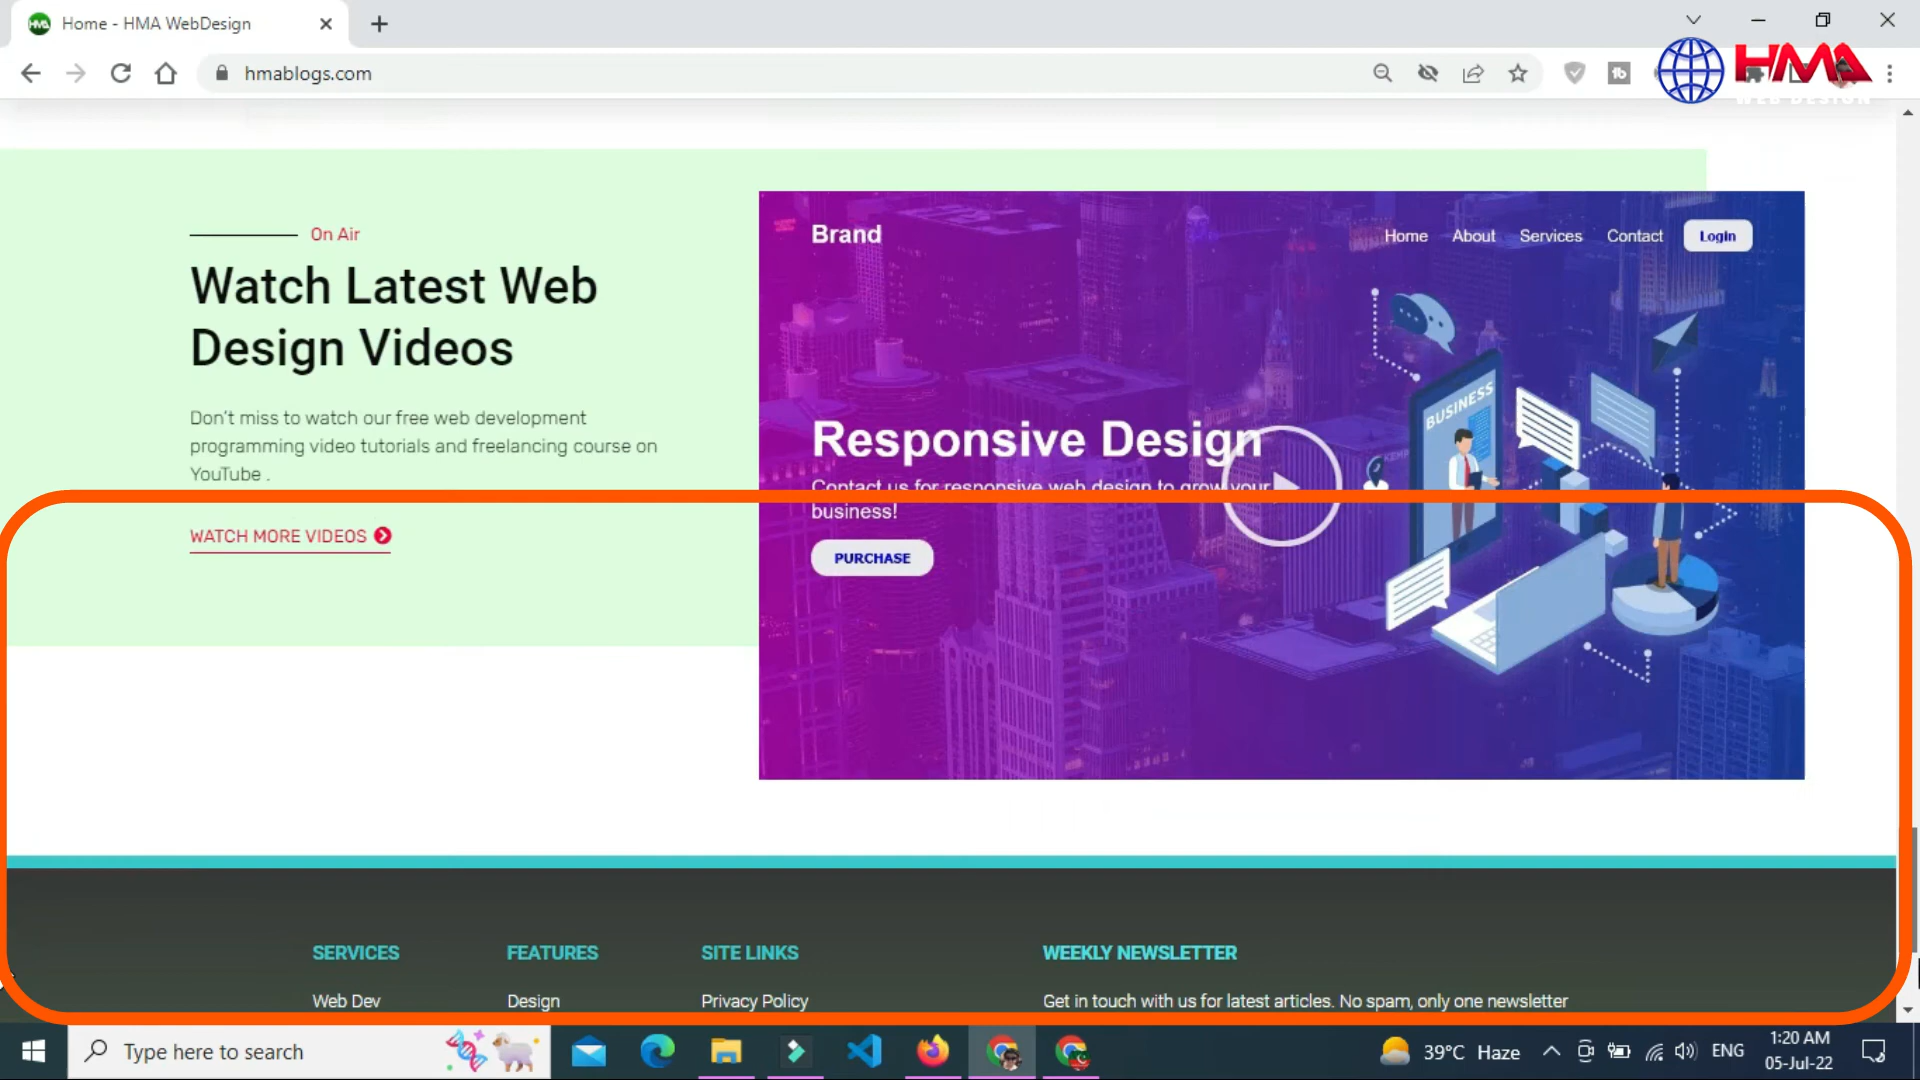 Home - HMA WebDesign
hmablogs.com
HMA
WEB DESIGN
On Air
Watch Latest Web
Design Videos
Don't miss to watch our free web development
programming video tutorials and freelancing course on
YouTube .
WATCH MORE VIDEOS
Brand
Home About Services Contact Login
BUSINESS
Responsive Design
Contact us for responsive web design to grow your
business!
PURCHASE
SERVICES
Web Dev
FEATURES
Design
SITE LINKS
Privacy Policy
WEEKLY NEWSLETTER
Get in touch with us for latest articles. No spam, only one newsletter
Type here to search
39°C Haze
ENG
1:20 AM
05-Jul-22